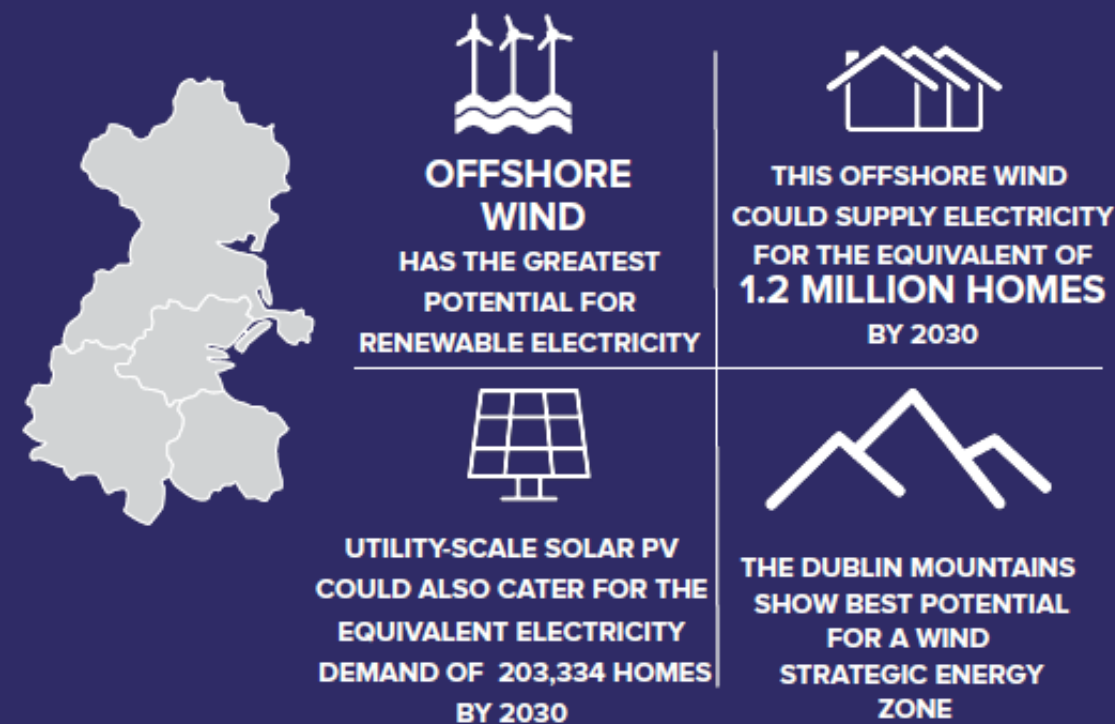 OFFSHORE
WIND
HAS THE GREATEST
POTENTIAL FOR
RENEWABLE ELECTRICITY
THIS OFFSHORE WIND
COULD SUPPLY ELECTRICITY
FOR THE EQUIVALENT OF
1.2 MILLION HOMES
BY 2030
UTILITY-SCALE SOLAR PV
COULD ALSO CATER FOR THE
EQUIVALENT ELECTRICITY
DEMAND OF 203,334 HOMES
BY 2030
THE DUBLIN MOUNTAINS
SHOW BEST POTENTIAL
FOR A WIND
STRATEGIC ENERGY
ZONE